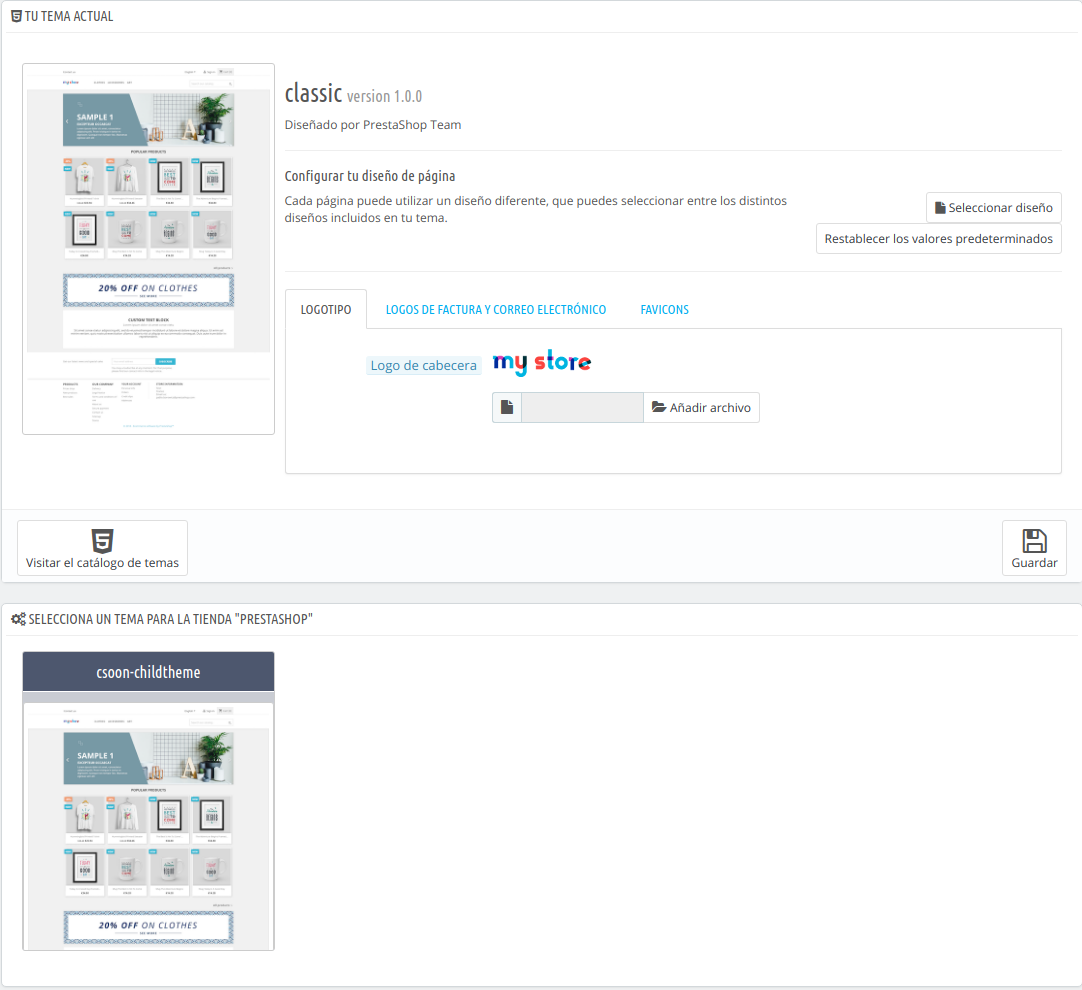 TU TEMA ACTUAL
classic version 1.0.0
Diseñado por PrestaShop Team
Configurar tu diseño de página
Cada página puede utilizar un diseño diferente, que puedes seleccionar entre los distintos
diseños incluidos en tu tema.
Seleccionar diseño
Restablecer los valores predeterminados
LOGOTIPO
LOGOS DE FACTURA Y CORREO ELECTRÓNICO
FAVICONS
Logo de cabecera
my store
Añadir archivo
SAMPLE 1
POPULAR PRODUCTS
20% OFF ON CLOTHES
CUSTOM TEXT BLOCK
Visitar el catálogo de temas
Guardar
SELECCIONA UN TEMA PARA LA TIENDA "PRESTASHOP"
csoon-childtheme
SAMPLE 1
POPULAR PRODUCTS
20% OFF ON CLOTHES